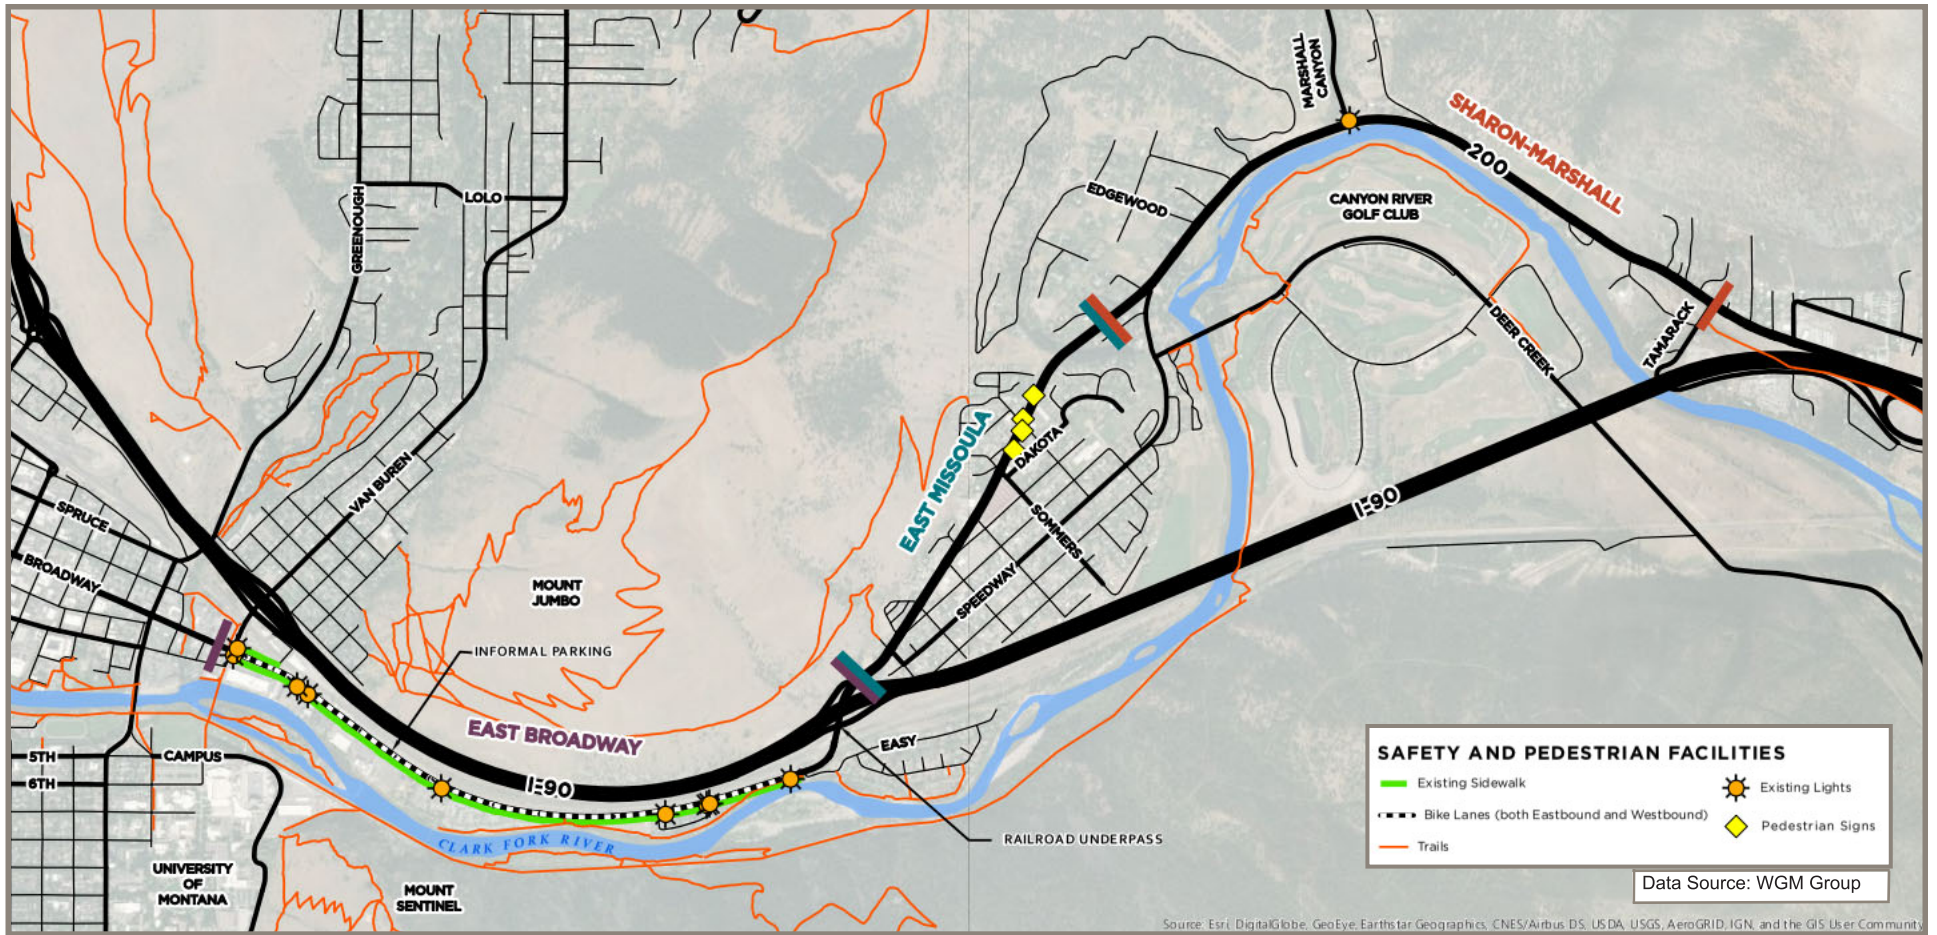 MARSHALL
CANYON
SHARON-MARSHALL
200
LOLO
GREENOUGH
EDGEWOOD
CANYON RIVER
GOLF CLUB
DEER CREEK
TAMARACK
EAST MISSOULA
DAKOTA
VAN BUREN
I-90
SPRUCE
SOMMERS
BROADWAY
SPEEDWAY
MOUNT
JUMBO
INFORMAL PARKING
EAST BROADWAY
EASY
5TH
CAMPUS
6TH
I-90
CLARK FORK RIVER
RAILROAD UNDERPASS
UNIVERSITY
OF
MONTANA
MOUNT
SENTINEL
SAFETY AND PEDESTRIAN FACILITIES
Existing Sidewalk
Existing Lights
Bike Lanes (both Eastbound and Westbound)
Pedestrian Signs
Trails
Data Source: WGM Group
Source: Esri, DigitalGlobe, GeoEye, Earthstar Geographics, CNES/Airbus DS, USDA, USGS, AeroGRID, IGN, and the GIS User Community